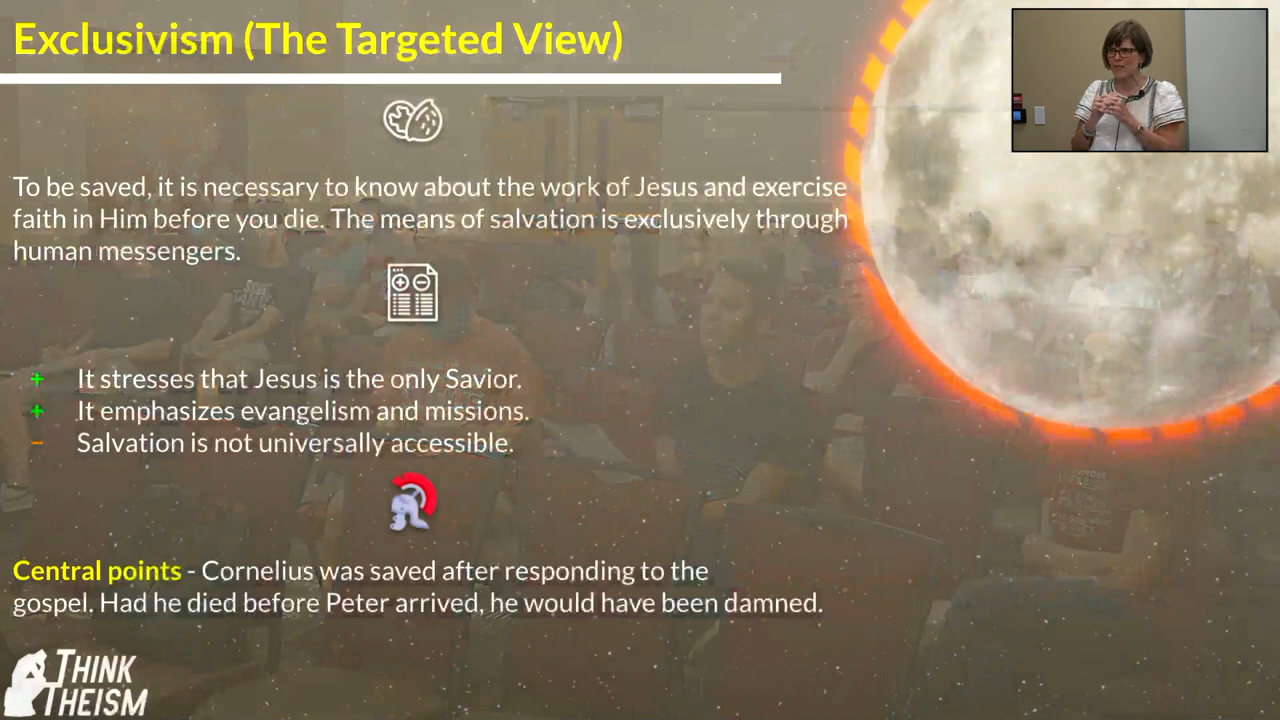 Exclusivism (The Targeted View)
To be saved, it is necessary to know about the work of Jesus and exercise
faith in Him before you die. The means of salvation is exclusively through
human messengers.
+ It stresses that Jesus is the only Savior.
+ It emphasizes evangelism and missions.
− Salvation is not universally accessible.
Central points - Cornelius was saved after responding to the
gospel. Had he died before Peter arrived, he would have been damned.
THINK
THEISM